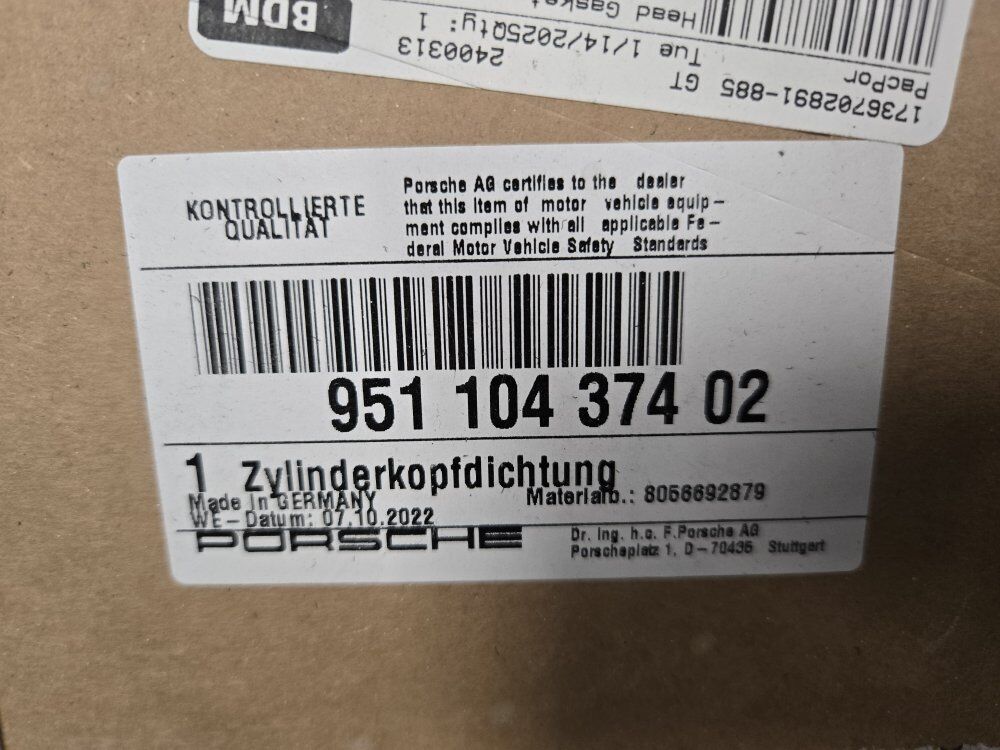 1736702891-885 GT 2400313
PacPor Tue 1/14/2025Qty: 1
Head Gasket
BDM
KONTROLLIERTE
QUALITÄT
Porsche AG certifies to the dealer
that this item of motor vehicle equip-
ment complies with all applicable Fe-
deral Motor Vehicle Safety Standards
951 104 374 02
1 Zylinderkopfdichtung
Made in GERMANY
Materialb.: 8056692879
WE-Datum: 07.10.2022
PORSCHE
Dr. Ing. h.c. F.Porsche AG
Porscheplatz 1, D-70435 Stuttgart